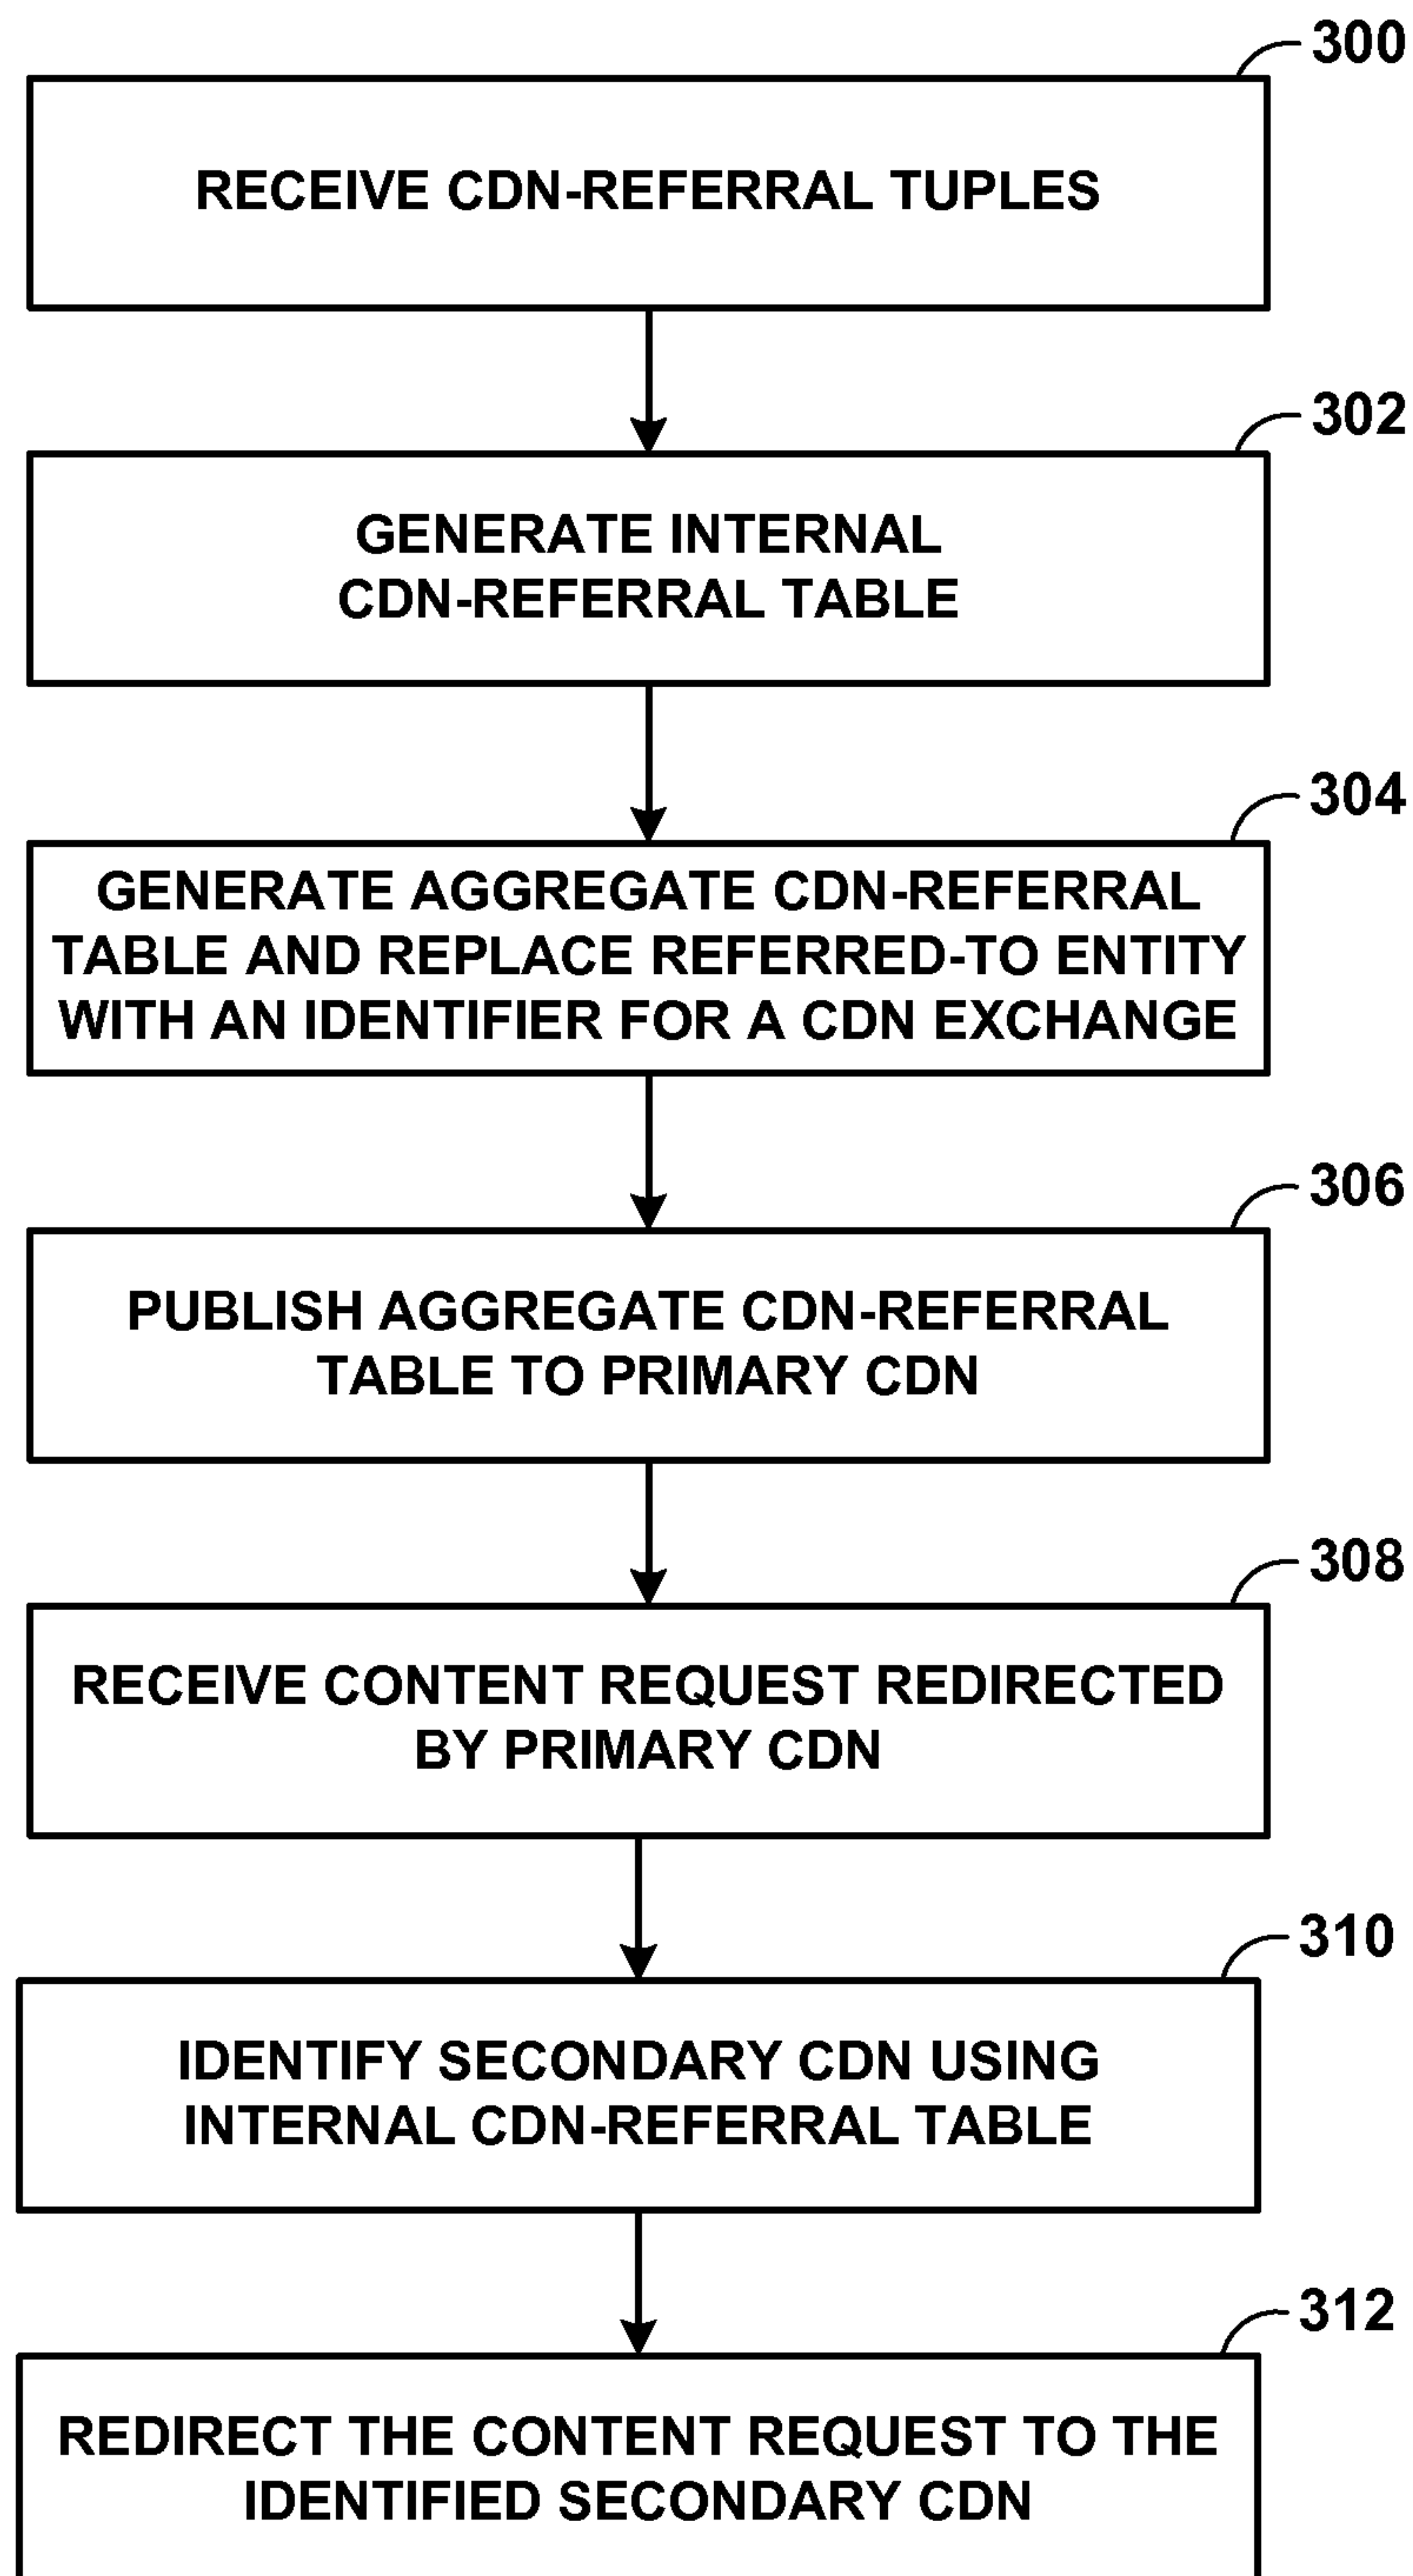 300
RECEIVE CDN-REFERRAL TUPLES
302
GENERATE INTERNAL
CDN-REFERRAL TABLE
304
GENERATE AGGREGATE CDN-REFERRAL
TABLE AND REPLACE REFERRED-TO ENTITY
WITH AN IDENTIFIER FOR A CDN EXCHANGE
306
PUBLISH AGGREGATE CDN-REFERRAL
TABLE TO PRIMARY CDN
308
RECEIVE CONTENT REQUEST REDIRECTED
BY PRIMARY CDN
310
IDENTIFY SECONDARY CDN USING
INTERNAL CDN-REFERRAL TABLE
312
REDIRECT THE CONTENT REQUEST TO THE
IDENTIFIED SECONDARY CDN